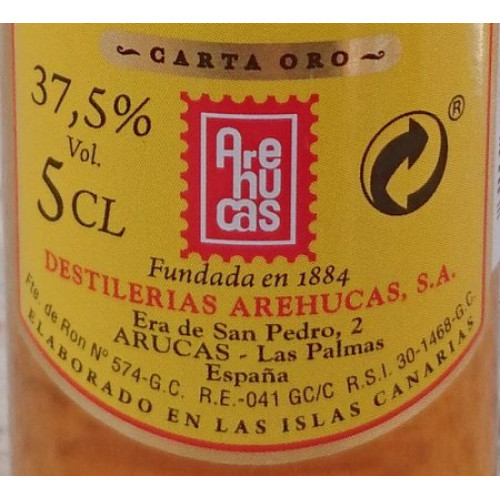 CARTA ORO
37,5%
Vol.
5CL
Are
hu
cas
®
Fundada en 1884
DESTILERIAS AREHUCAS, S.A.
Era de San Pedro, 2
ARUCAS - Las Palmas
España
Fte. de Ron Nº 574-G.C. R.E.-041 GC/C R.S.I. 30-1468-G.C.
ELABORADO EN LAS ISLAS CANARIAS